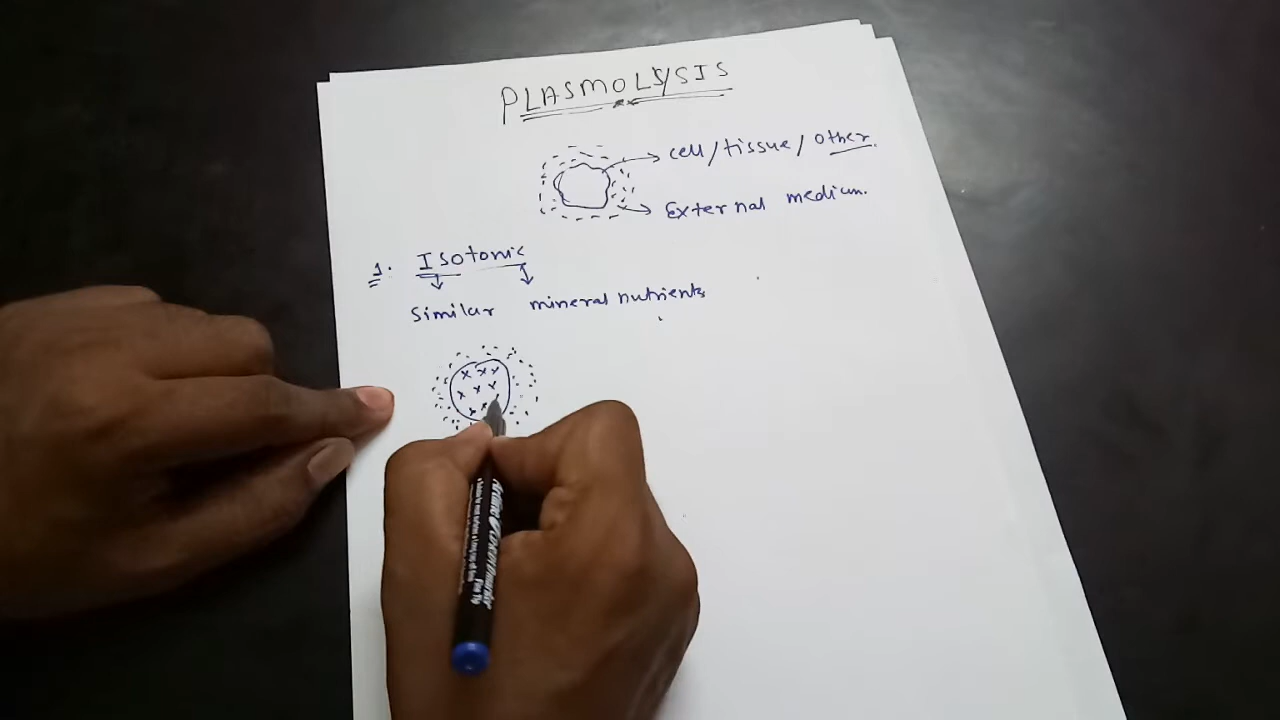 PLASMOLYSIS
cell/tissue/other.
External medium.
1. Isotonic
Similar mineral nutrients